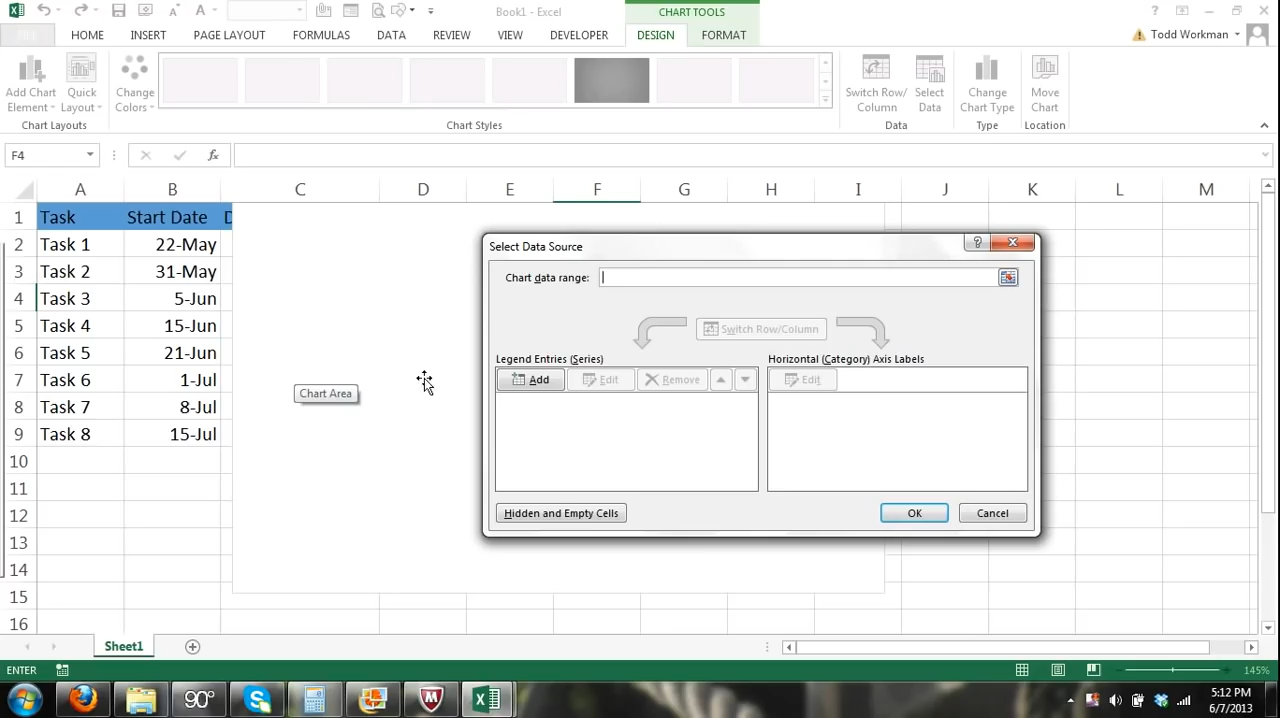 Book1 - Excel
CHART TOOLS
?
HOME INSERT PAGE LAYOUT FORMULAS DATA REVIEW VIEW DEVELOPER DESIGN FORMAT
Todd Workman
Add Chart
Element
Quick
Layout
Change
Colors
Switch Row/
Column
Select
Data
Change
Chart Type
Move
Chart
Chart Layouts
Chart Styles
Data
Type
Location
F4
fx
A B C D E F G H I J K L M
1 Task Start Date D
2 Task 1 22-May
3 Task 2 31-May
4 Task 3 5-Jun
5 Task 4 15-Jun
6 Task 5 21-Jun
7 Task 6 1-Jul
8 Task 7 8-Jul
9 Task 8 15-Jul
10
11
12
13
14
15
16
Chart Area
Select Data Source
?
Chart data range:
Switch Row/Column
Legend Entries (Series)
Horizontal (Category) Axis Labels
Add Edit Remove
Edit
Hidden and Empty Cells
OK
Cancel
Sheet1
ENTER
145%
90°
5:12 PM
6/7/2013